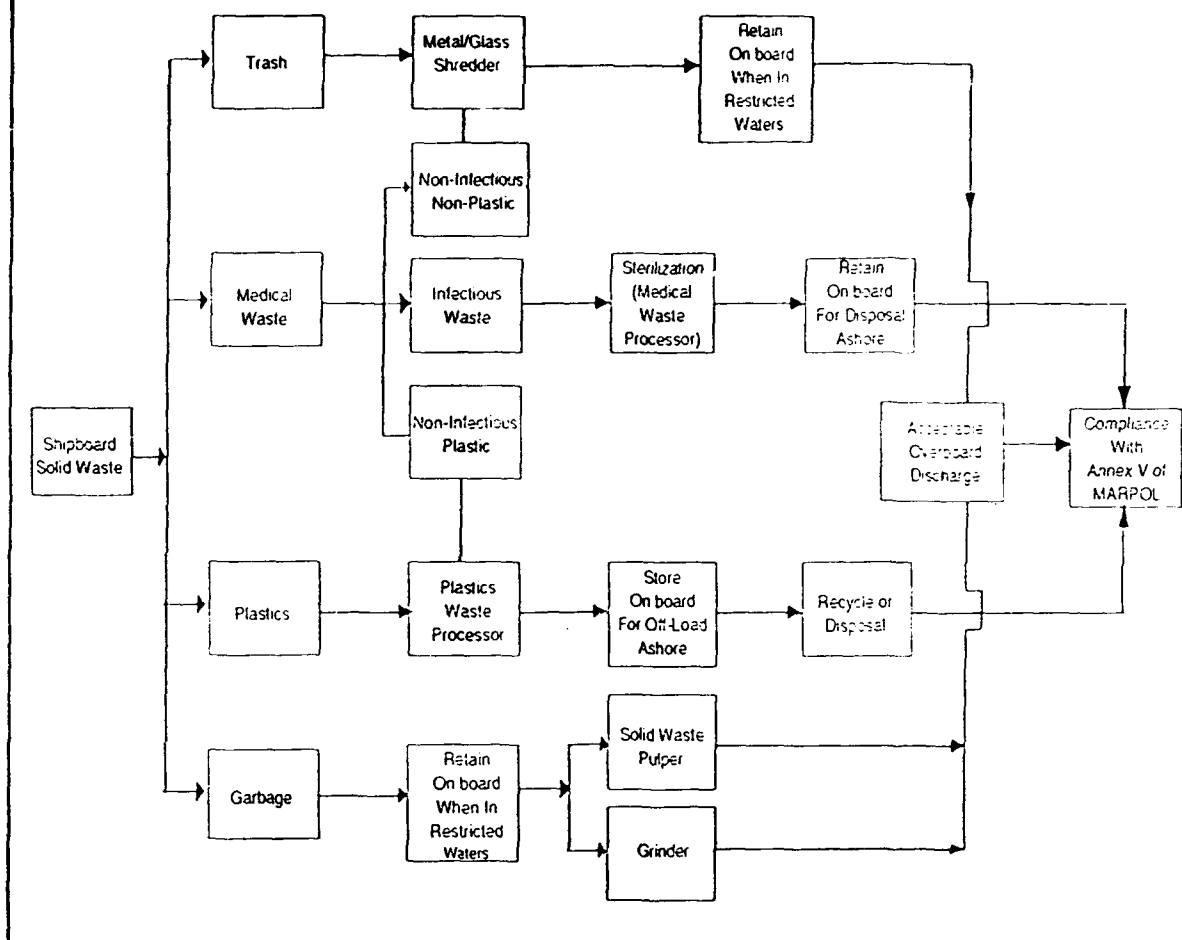 Trash
Metal/Glass
Shredder
Retain
On board
When In
Restricted
Waters
Non-Infectious
Non-Plastic
Medical
Waste
Infectious
Waste
Sterilization
(Medical
Waste
Processor)
Retain
On board
For Disposal
Ashore
Non-Infectious
Plastic
Shipboard
Solid Waste
Acceptable
Overboard
Discharge
Compliance
With
Annex V of
MARPOL
Plastics
Plastics
Waste
Processor
Store
On board
For Off-Load
Ashore
Recycle or
Disposal
Garbage
Retain
On board
When In
Restricted
Waters
Solid Waste
Pulper
Grinder